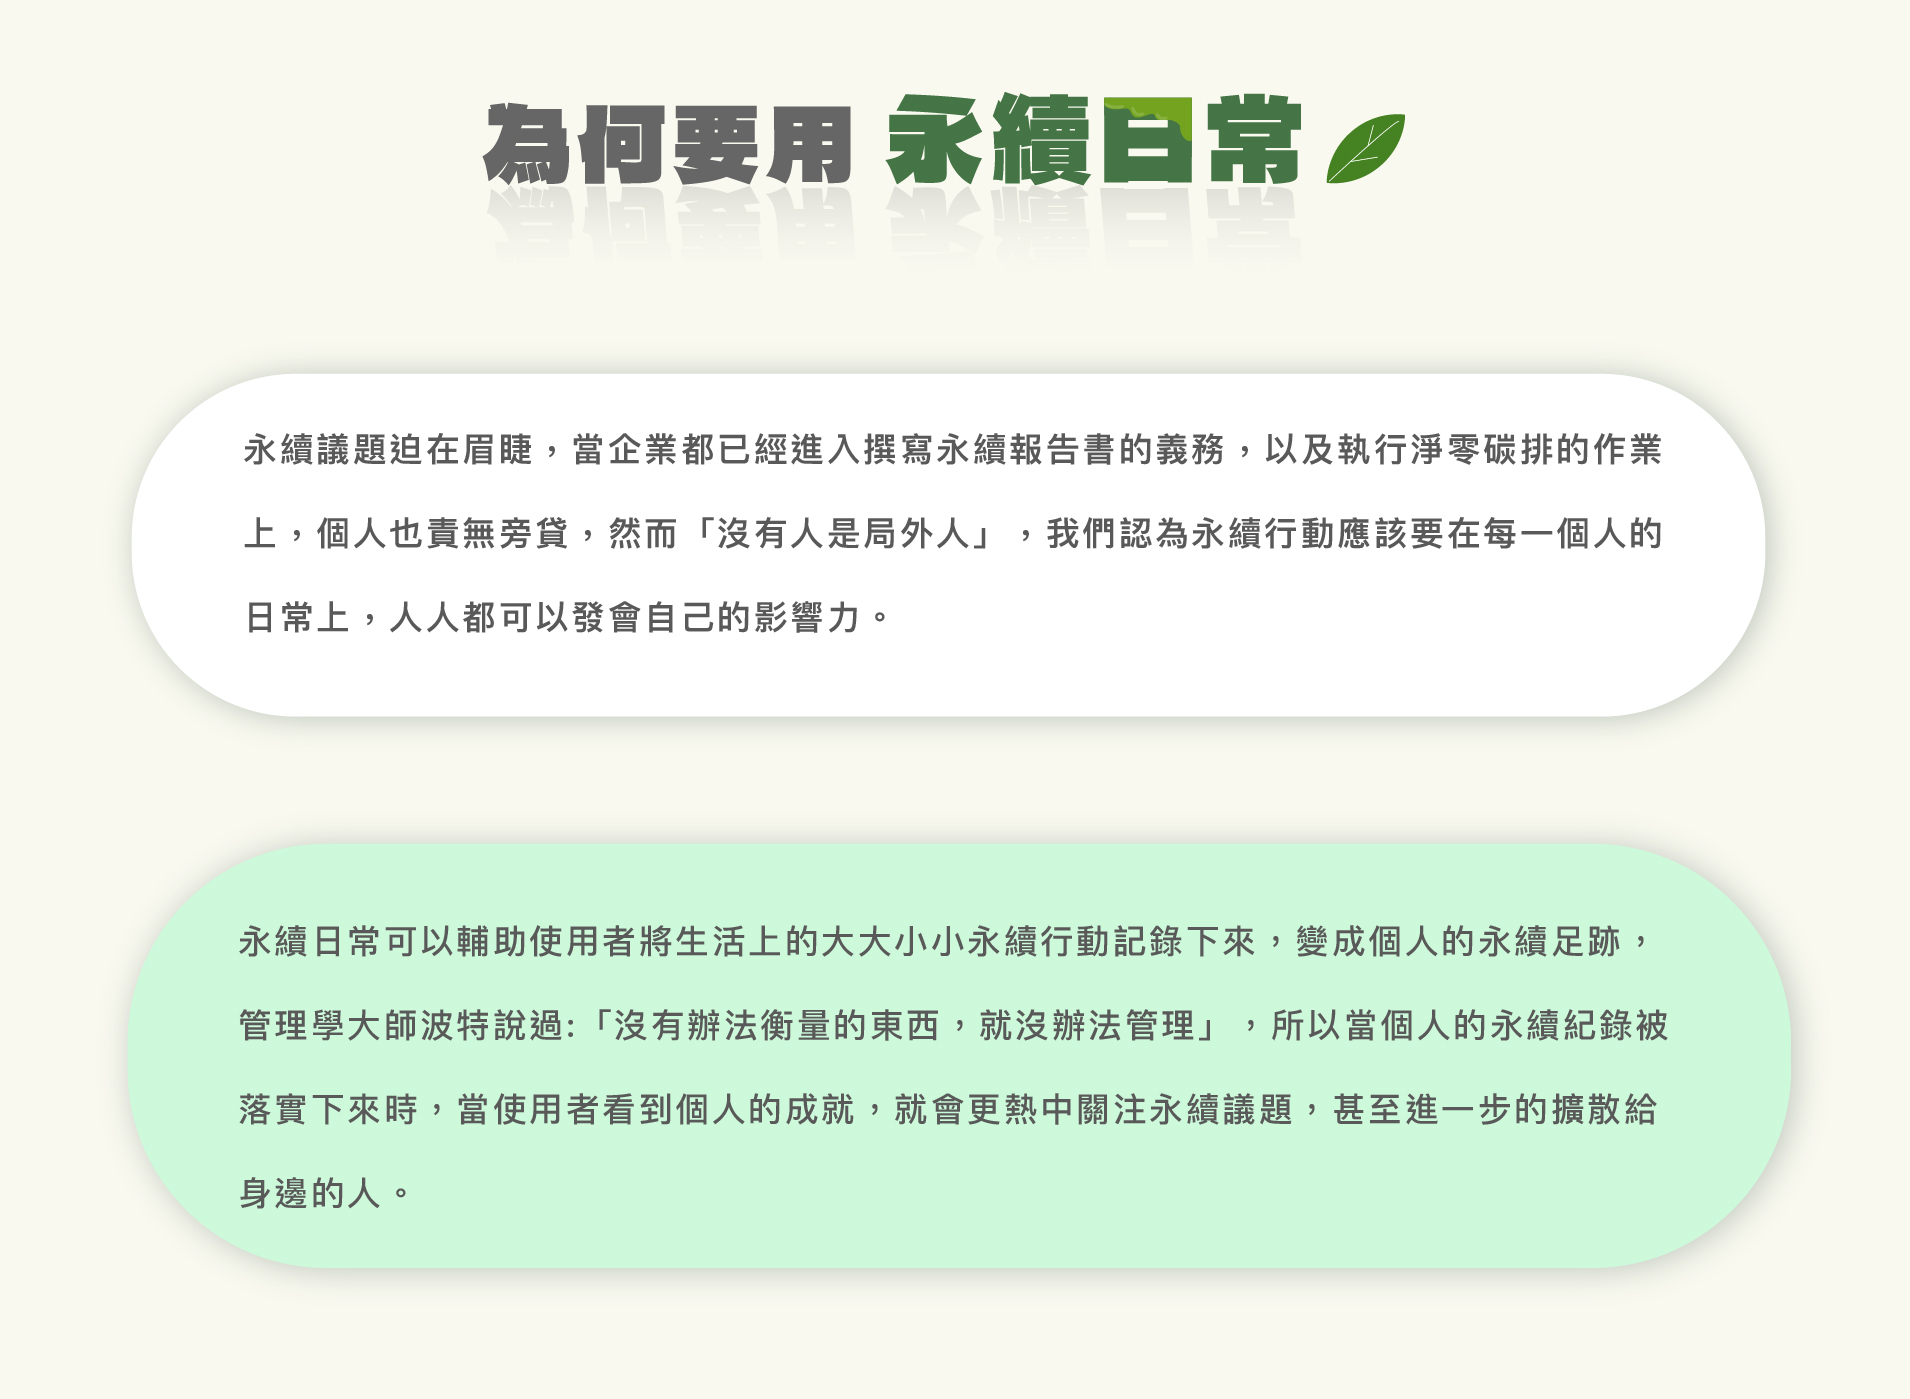 為何要用 永續日常
永續議題迫在眉睫，當企業都已經進入撰寫永續報告書的義務，以及執行淨零碳排的作業
上，個人也責無旁貸，然而「沒有人是局外人」，我們認為永續行動應該要在每一個人的
日常上，人人都可以發會自己的影響力。
永續日常可以輔助使用者將生活上的大大小小永續行動記錄下來，變成個人的永續足跡，
管理學大師波特說過:「沒有辦法衡量的東西，就沒辦法管理」，所以當個人的永續紀錄被
落實下來時，當使用者看到個人的成就，就會更熱中關注永續議題，甚至進一步的擴散給
身邊的人。